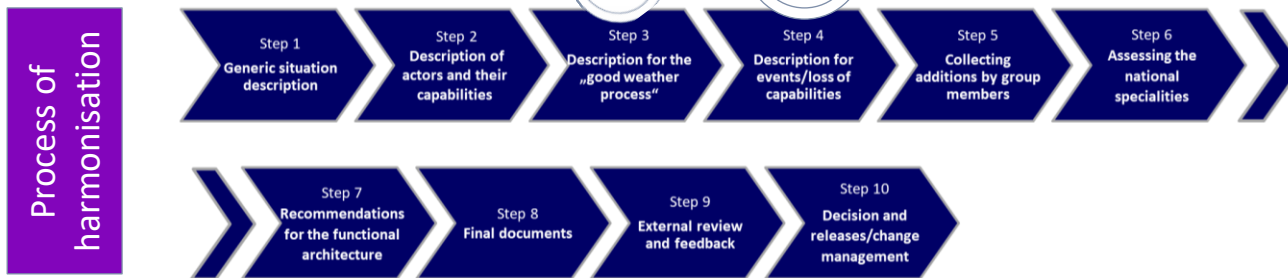 Process of
harmonisation
Step 1
Generic situation
description
Step 2
Description of
actors and their
capabilities
Step 3
Description for the
„good weather
process“
Step 4
Description for
events/loss of
capabilities
Step 5
Collecting
additions by group
members
Step 6
Assessing the
national
specialities
Step 7
Recommendations
for the functional
architecture
Step 8
Final documents
Step 9
External review
and feedback
Step 10
Decision and
releases/change
management